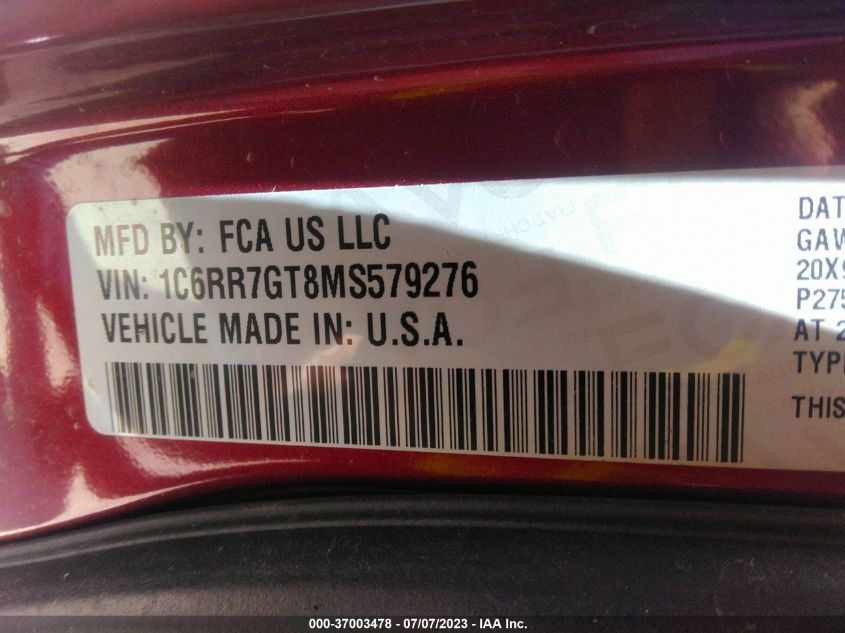 MFD BY: FCA US LLC
VIN: 1C6RR7GT8MS579276
VEHICLE MADE IN: U.S.A.
DAT
GAW
20X9
P275
AT 2
TYPE
THIS
000-37003478 - 07/07/2023 - IAA Inc.